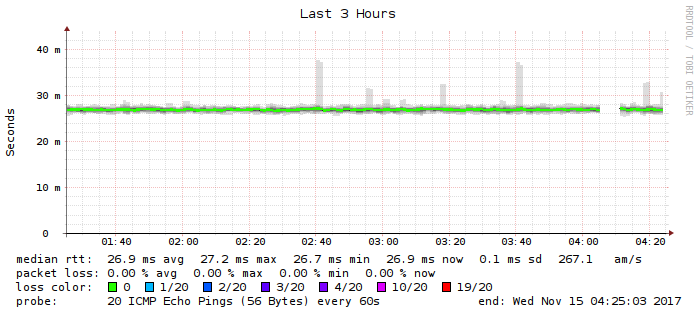 Last 3 Hours
RRDTOOL / TOBI OETIKER
Seconds
40 m
30 m
20 m
10 m
0
01:40 02:00 02:20 02:40 03:00 03:20 03:40 04:00 04:20
median rtt: 26.9 ms avg 27.2 ms max 26.7 ms min 26.9 ms now 0.1 ms sd 267.1 am/s
packet loss: 0.00 % avg 0.00 % max 0.00 % min 0.00 % now
loss color: 0 1/20 2/20 3/20 4/20 10/20 19/20
probe: 20 ICMP Echo Pings (56 Bytes) every 60s end: Wed Nov 15 04:25:03 2017